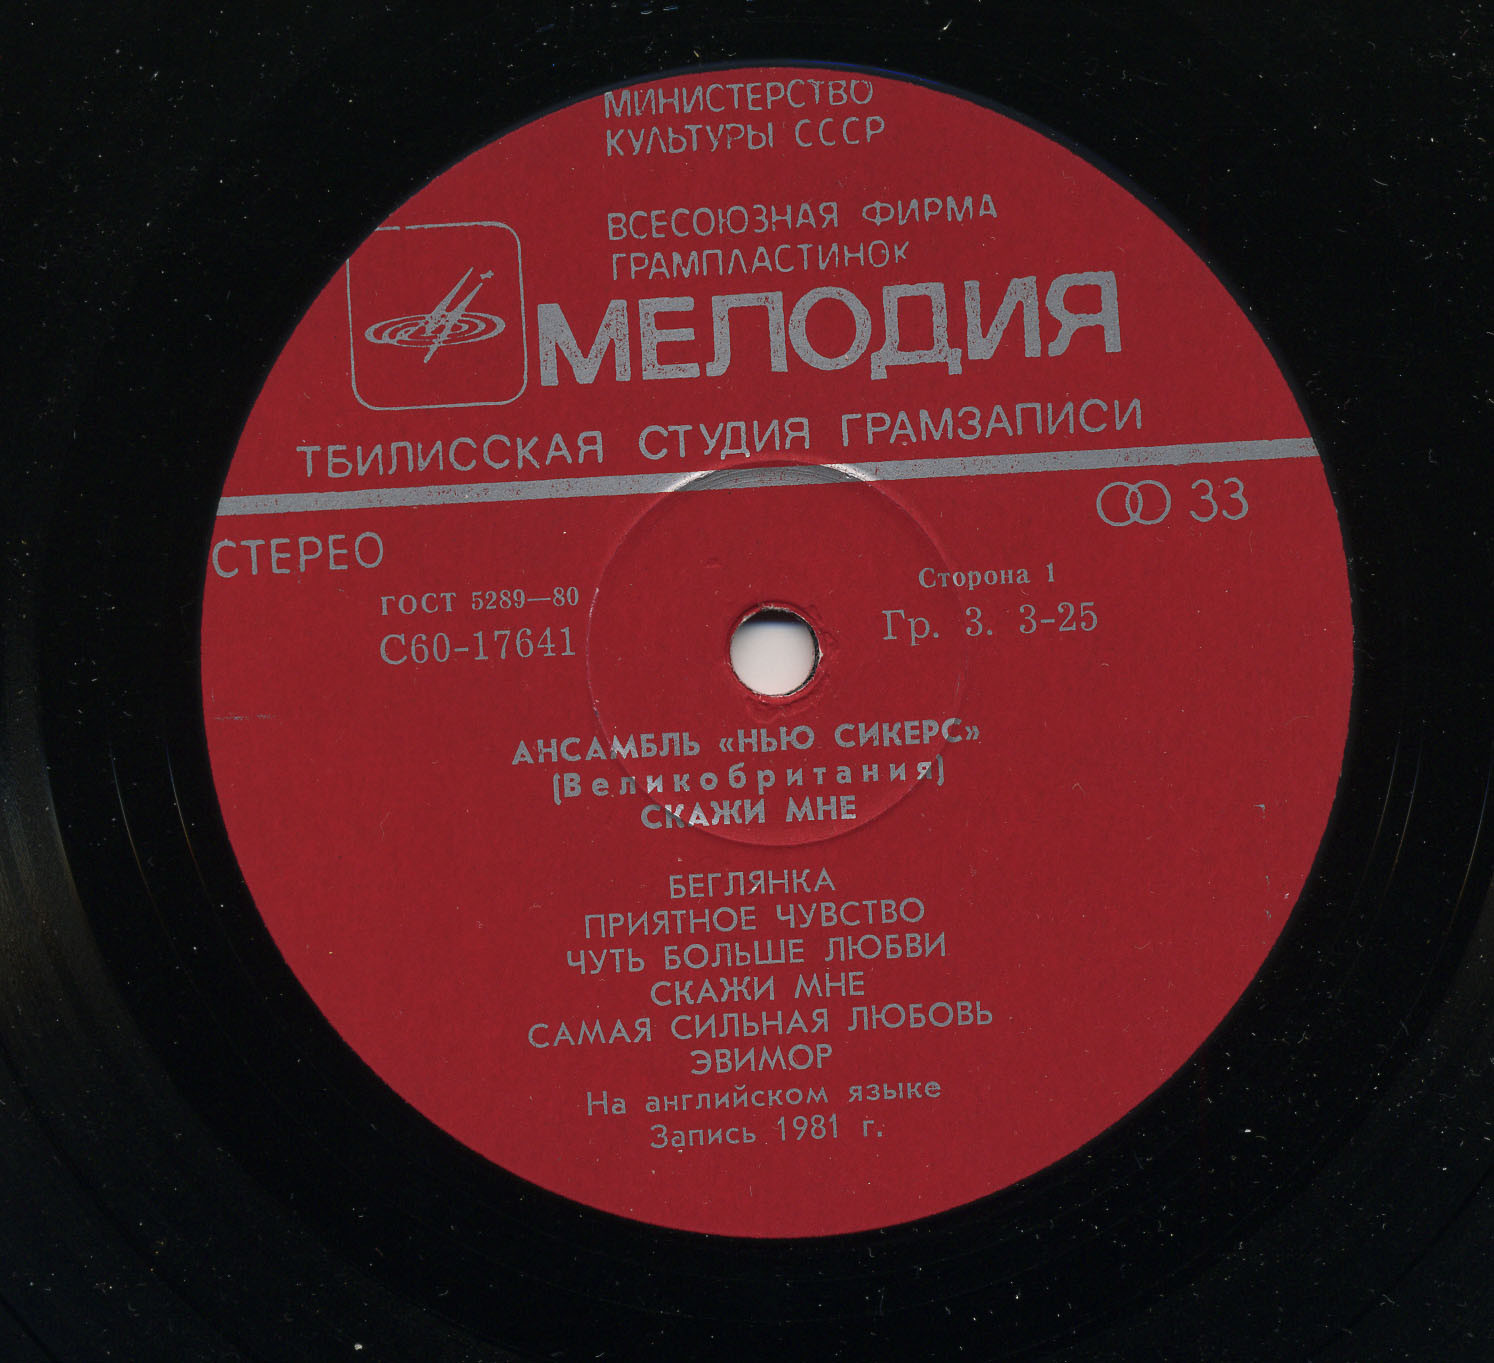 МИНИСТЕРСТВО
КУЛЬТУРЫ СССР
ВСЕСОЮЗНАЯ ФИРМА
ГРАМПЛАСТИНОК
МЕЛОДИЯ
ТБИЛИССКАЯ СТУДИЯ ГРАМЗАПИСИ
33
СТЕРЕО
ГОСТ 5289—80
С60-17641
Сторона 1
Гр. 3. 3-25
АНСАМБЛЬ «НЬЮ СИКЕРС»
(Великобритания)
СКАЖИ МНЕ
БЕГЛЯНКА
ПРИЯТНОЕ ЧУВСТВО
ЧУТЬ БОЛЬШЕ ЛЮБВИ
СКАЖИ МНЕ
САМАЯ СИЛЬНАЯ ЛЮБОВЬ
ЭВИМОР
На английском языке
Запись 1981 г.